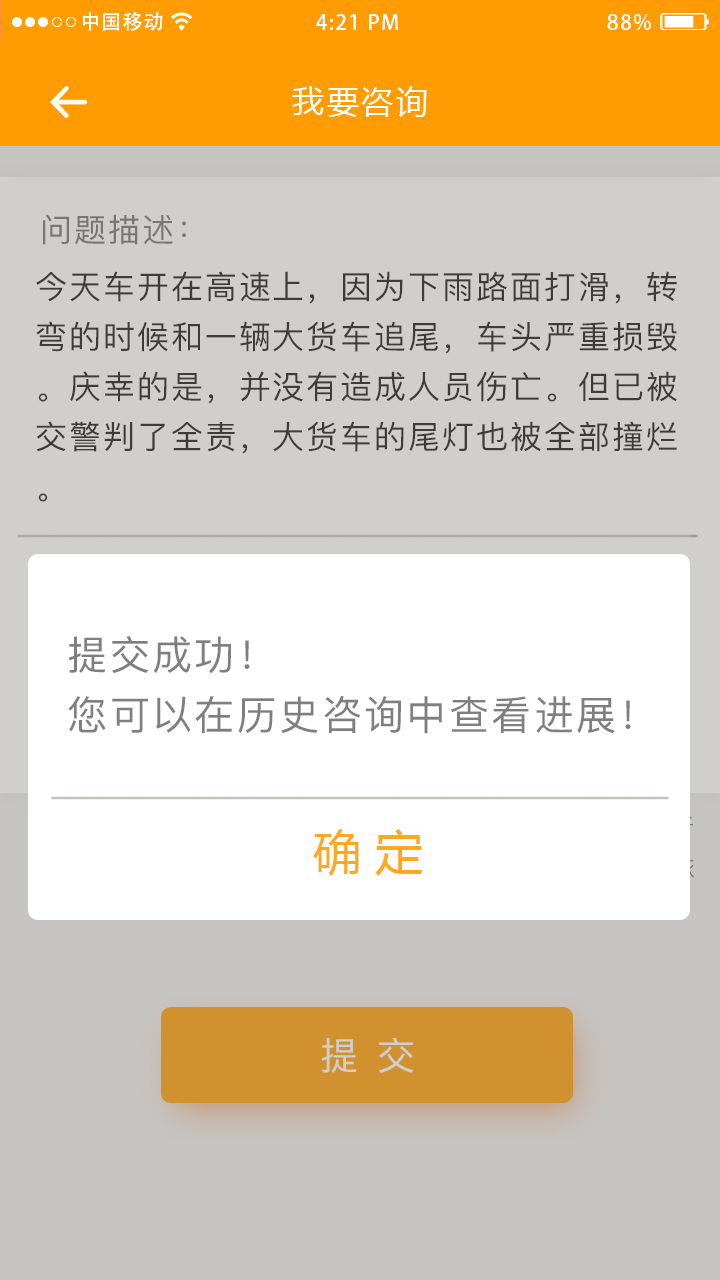 中国移动 4:21 PM 88%
我要咨询
问题描述：
今天车开在高速上，因为下雨路面打滑，转
弯的时候和一辆大货车追尾，车头严重损毁
。庆幸的是，并没有造成人员伤亡。但已被
交警判了全责，大货车的尾灯也被全部撞烂
。
提交成功！
您可以在历史咨询中查看进展！
确定
提交